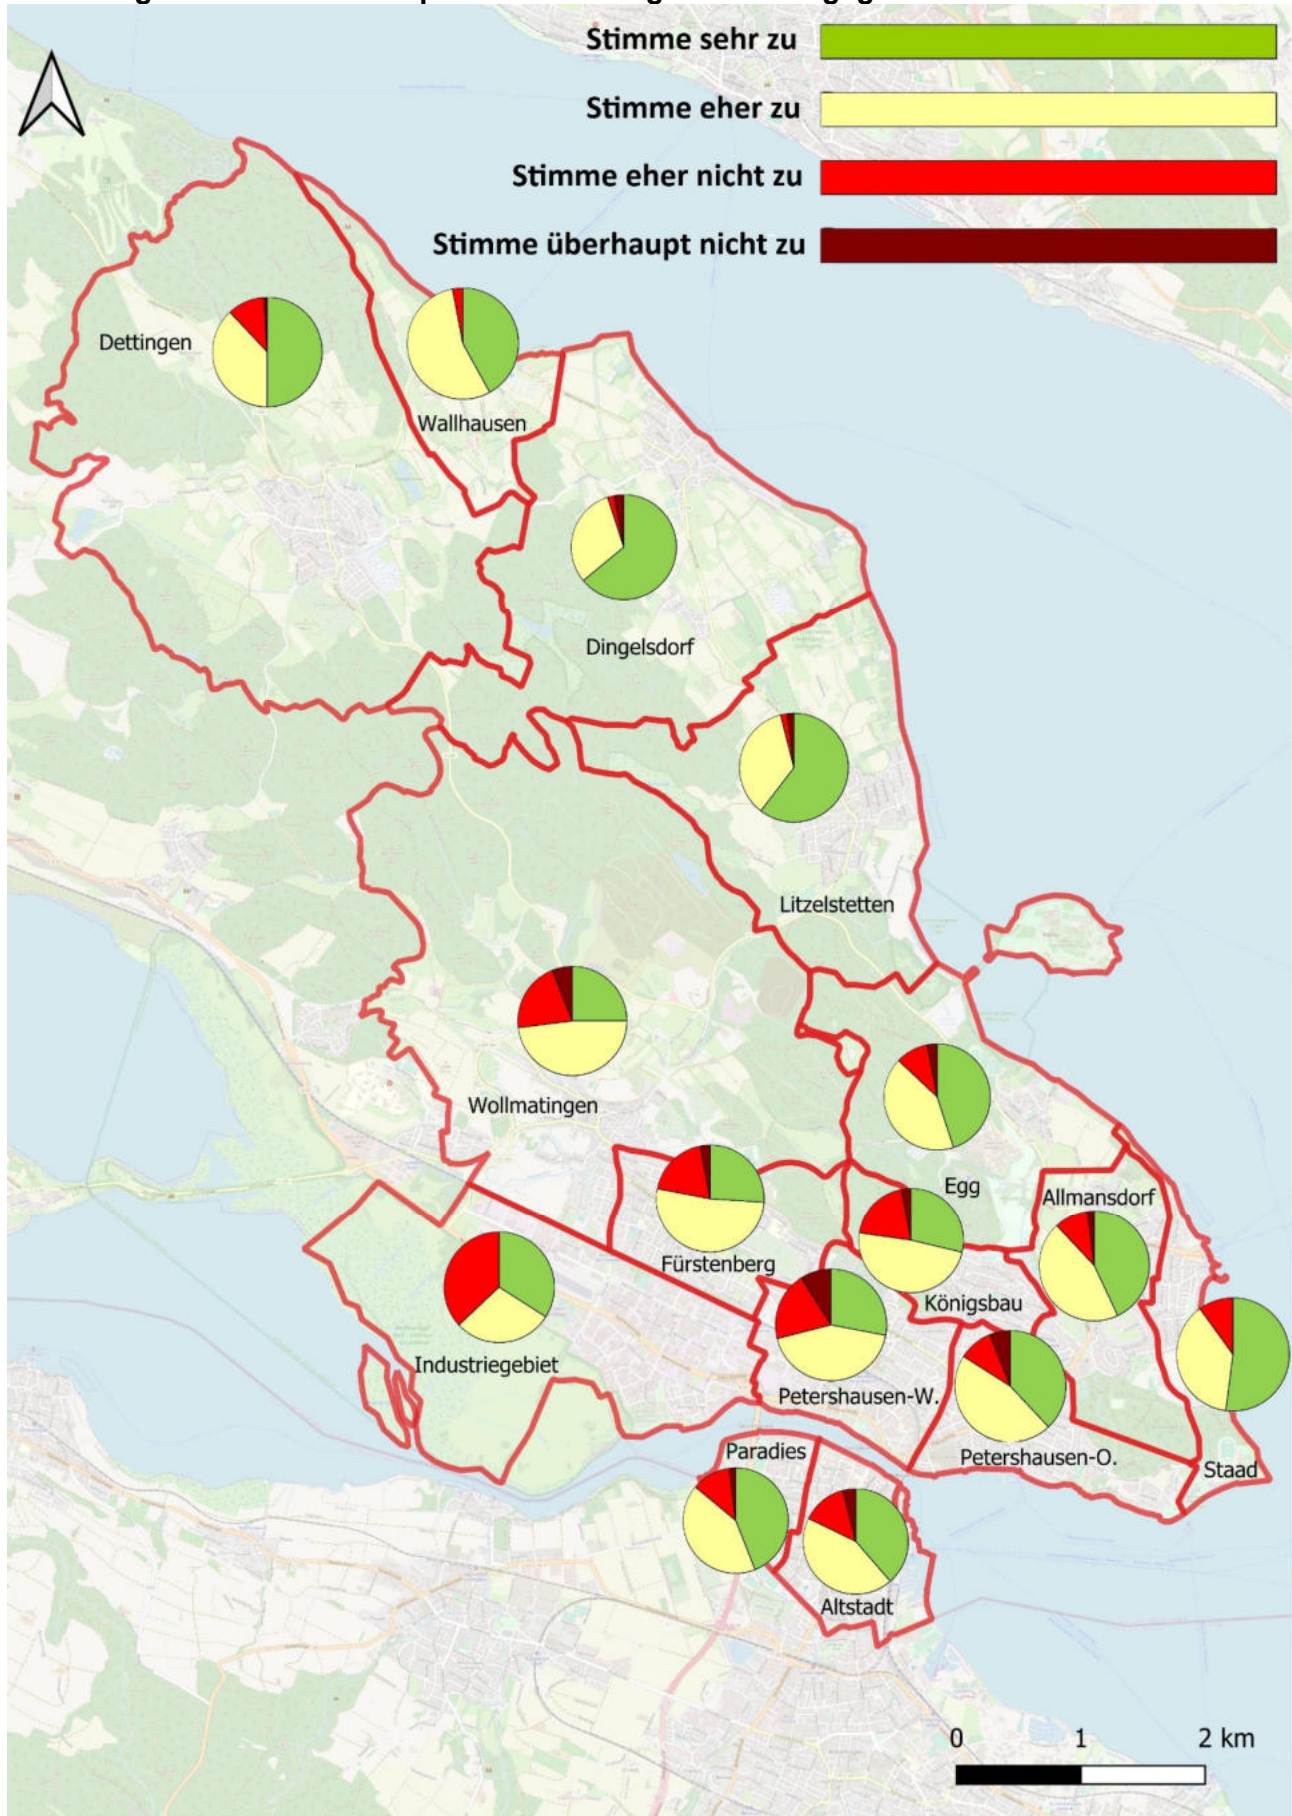 Stimme sehr zu
Stimme eher zu
Stimme eher nicht zu
Stimme überhaupt nicht zu
Dettingen
Wallhausen
Dingelsdorf
Litzelstetten
Wollmatingen
Egg
Allmansdorf
Fürstenberg
Königsbau
Industriegebiet
Petershausen-W.
Paradies
Petershausen-O.
Staad
Altstadt
0 1 2 km